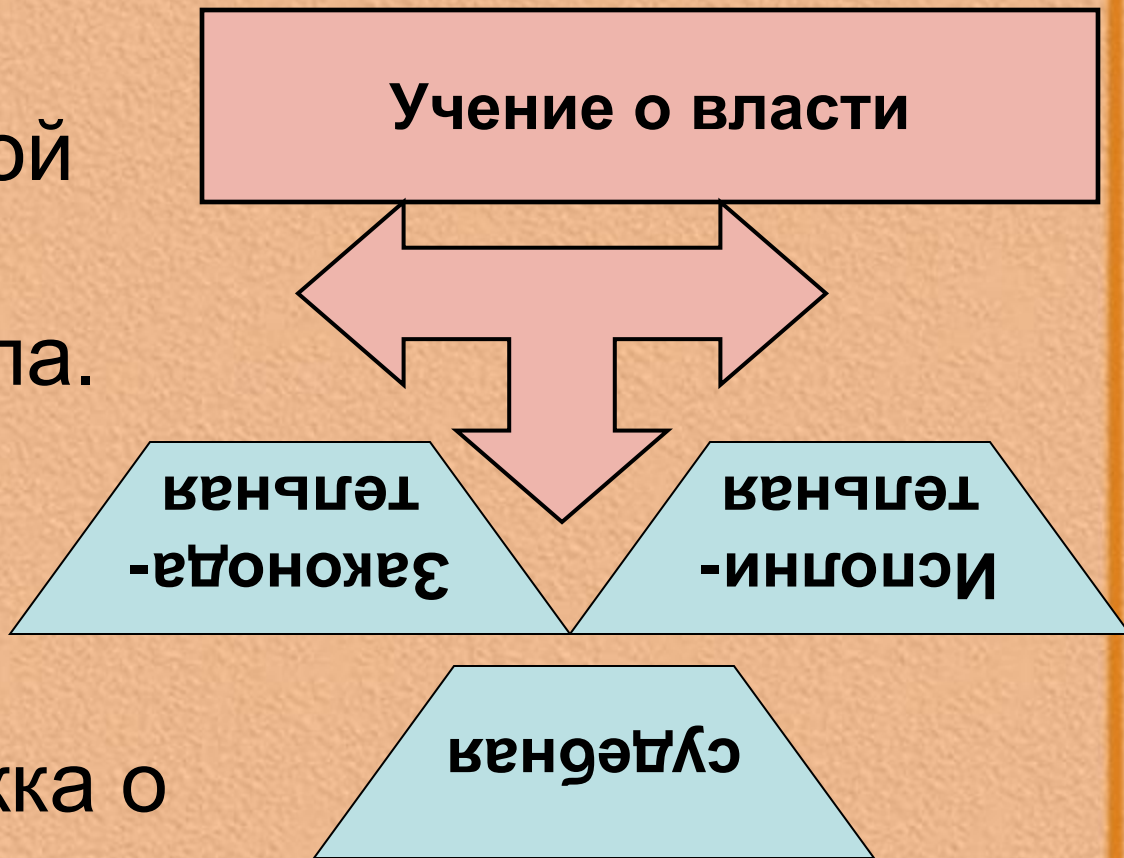 Учение о власти
ой
ла.
Законода-
тельная
Исполни-
тельная
судебная
кка о